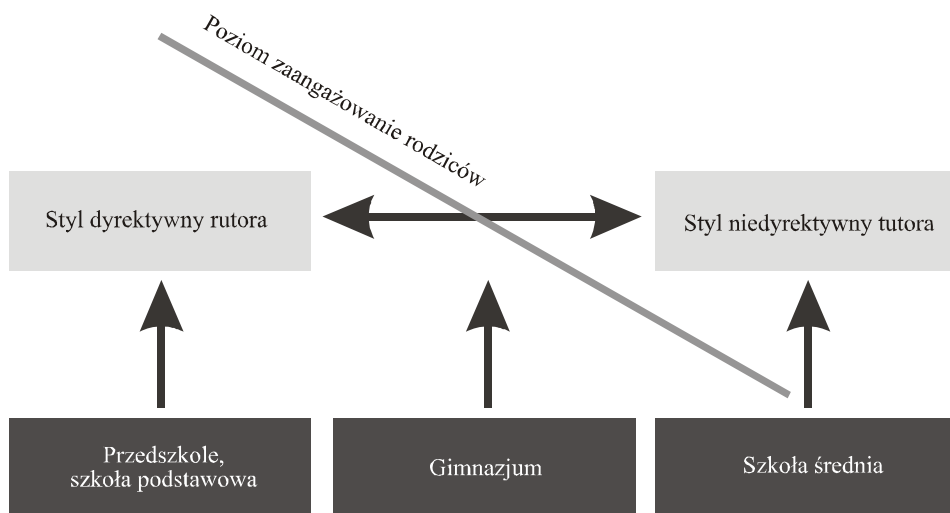 Poziom zaangażowanie rodziców
Styl dyrektywny rutora
Styl niedyrektywny tutora
Przedszkole,
szkoła podstawowa
Gimnazjum
Szkoła średnia